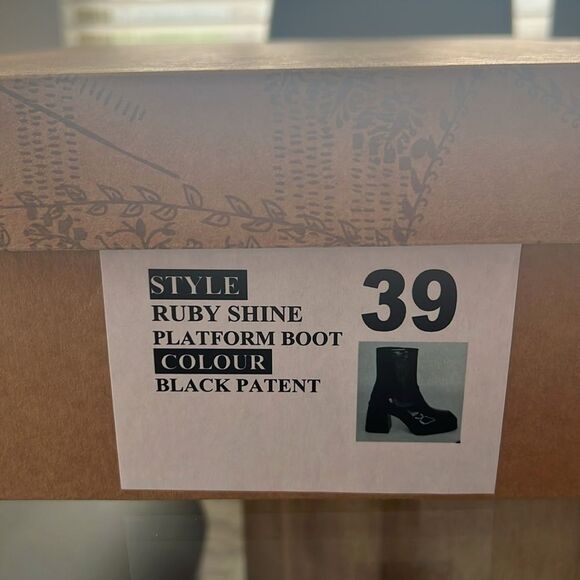 STYLE
RUBY SHINE
PLATFORM BOOT
COLOUR
BLACK PATENT
39